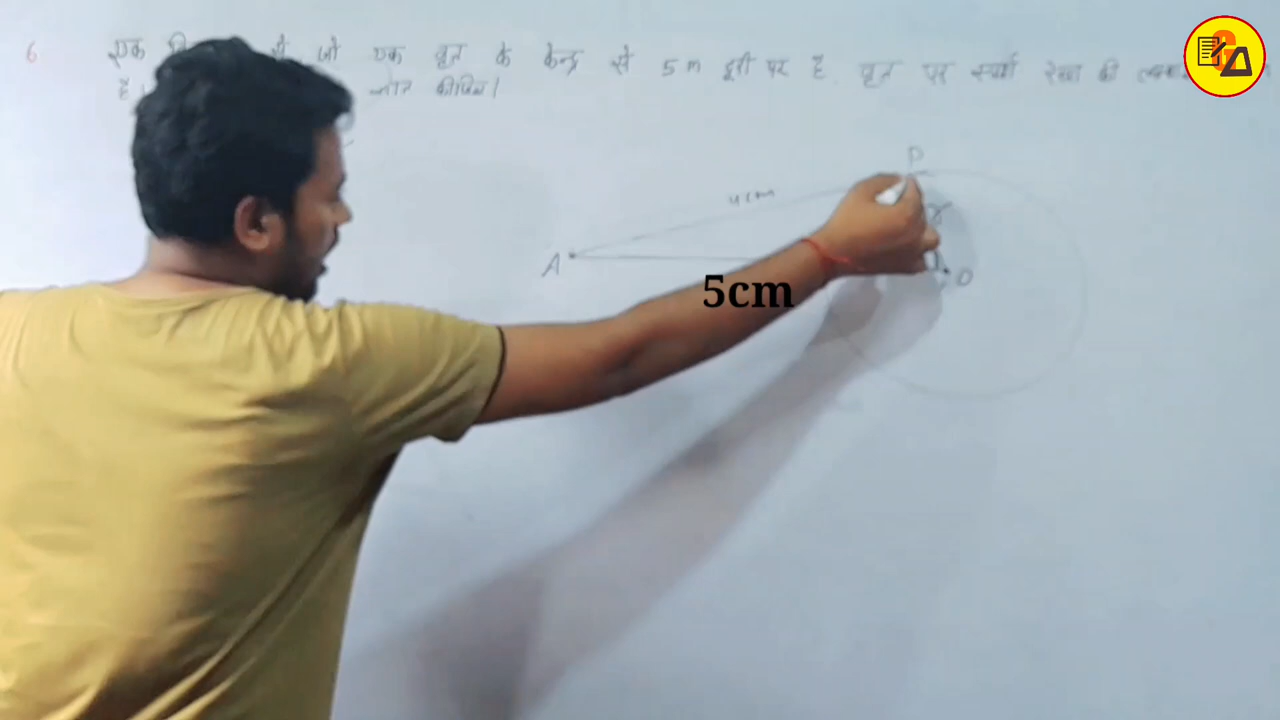 6 एक जो एक वृत के केन्द्र से 5 m दूरी पर है. वृत पर स्पर्श रेखा की
है। ज्ञात कीजिए।
P
4cm
r
A
O
5cm